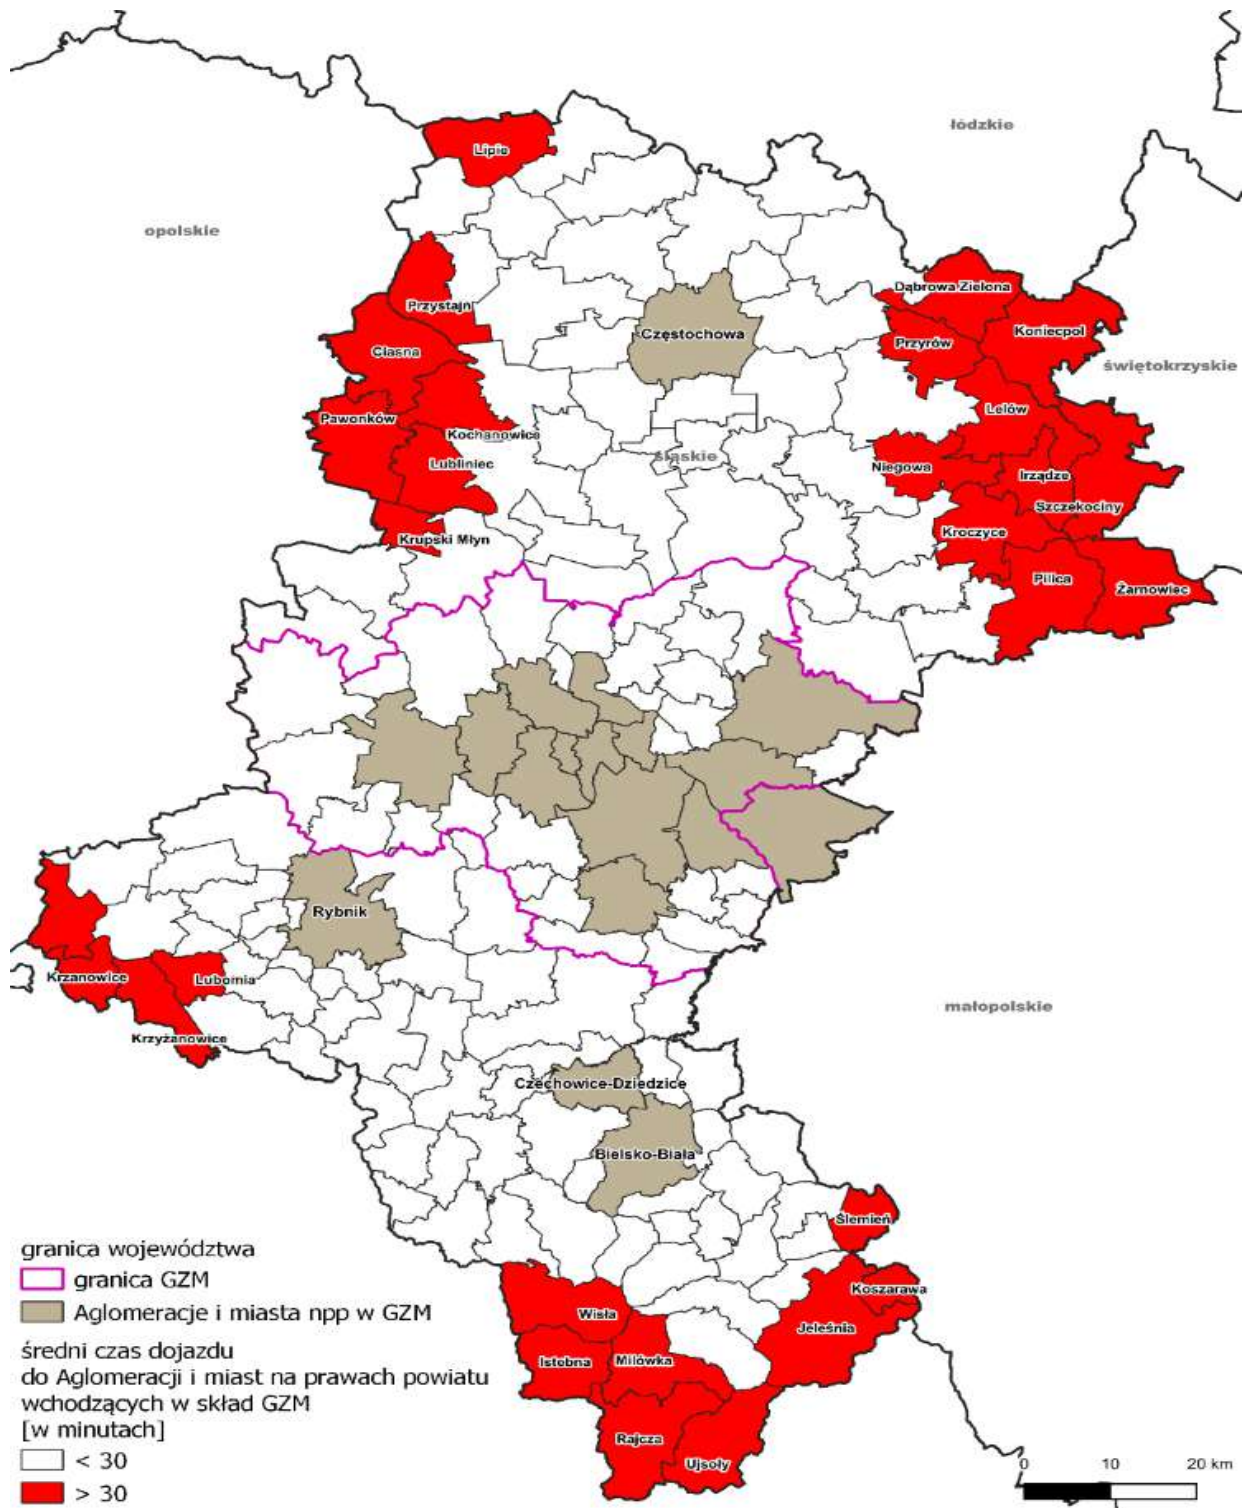 łódzkie
Lipie
opolskie
Przystajń
Dąbrowa Zielona
Koniecpol
Częstochowa
Przyrów
Ciasna
świętokrzyskie
Pawonków
Lelów
Kochanowice
śląskie
Lubliniec
Niegowa
Irządze
Szczekociny
Krupski Młyn
Kroczyce
Pilica
Żarnowiec
Rybnik
Krzanowice
Lubomia
małopolskie
Krzyżanowice
Czechowice-Dziedzice
Bielsko-Biała
Ślemień
Koszarawa
Wisła
Jeleśnia
Istebna
Milówka
Rajcza
Ujsoły
granica województwa
granica GZM
Aglomeracje i miasta npp w GZM
średni czas dojazdu
do Aglomeracji i miast na prawach powiatu
wchodzących w skład GZM
[w minutach]
< 30
> 30
0 10 20 km